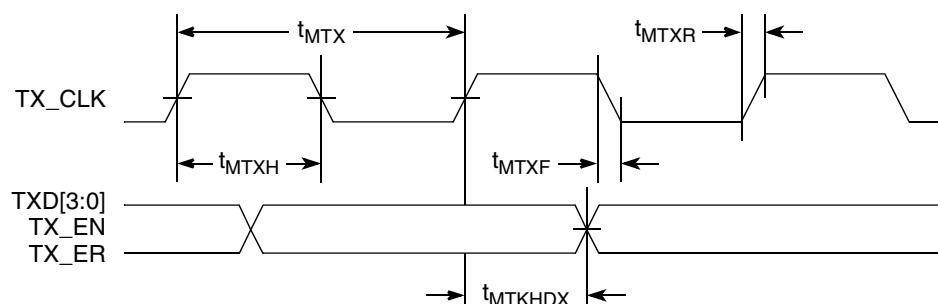 tMTX
tMTXR
TX_CLK
tMTXH
tMTXF
TXD[3:0]
TX_EN
TX_ER
tMTKHDX